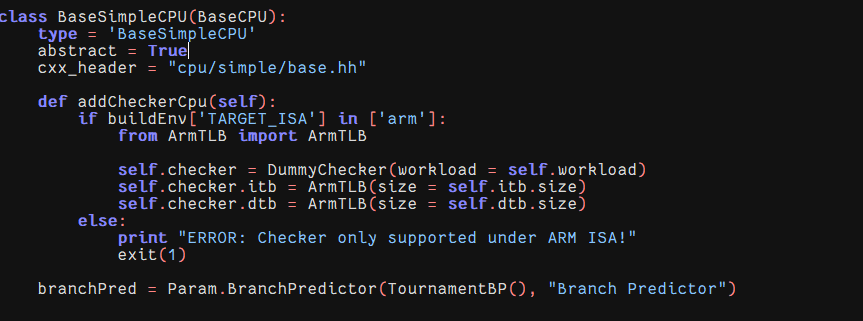 class BaseSimpleCPU(BaseCPU):
    type = 'BaseSimpleCPU'
    abstract = True
    cxx_header = "cpu/simple/base.hh"

    def addCheckerCpu(self):
        if buildEnv['TARGET_ISA'] in ['arm']:
            from ArmTLB import ArmTLB

            self.checker = DummyChecker(workload = self.workload)
            self.checker.itb = ArmTLB(size = self.itb.size)
            self.checker.dtb = ArmTLB(size = self.dtb.size)
        else:
            print "ERROR: Checker only supported under ARM ISA!"
            exit(1)

    branchPred = Param.BranchPredictor(TournamentBP(), "Branch Predictor")